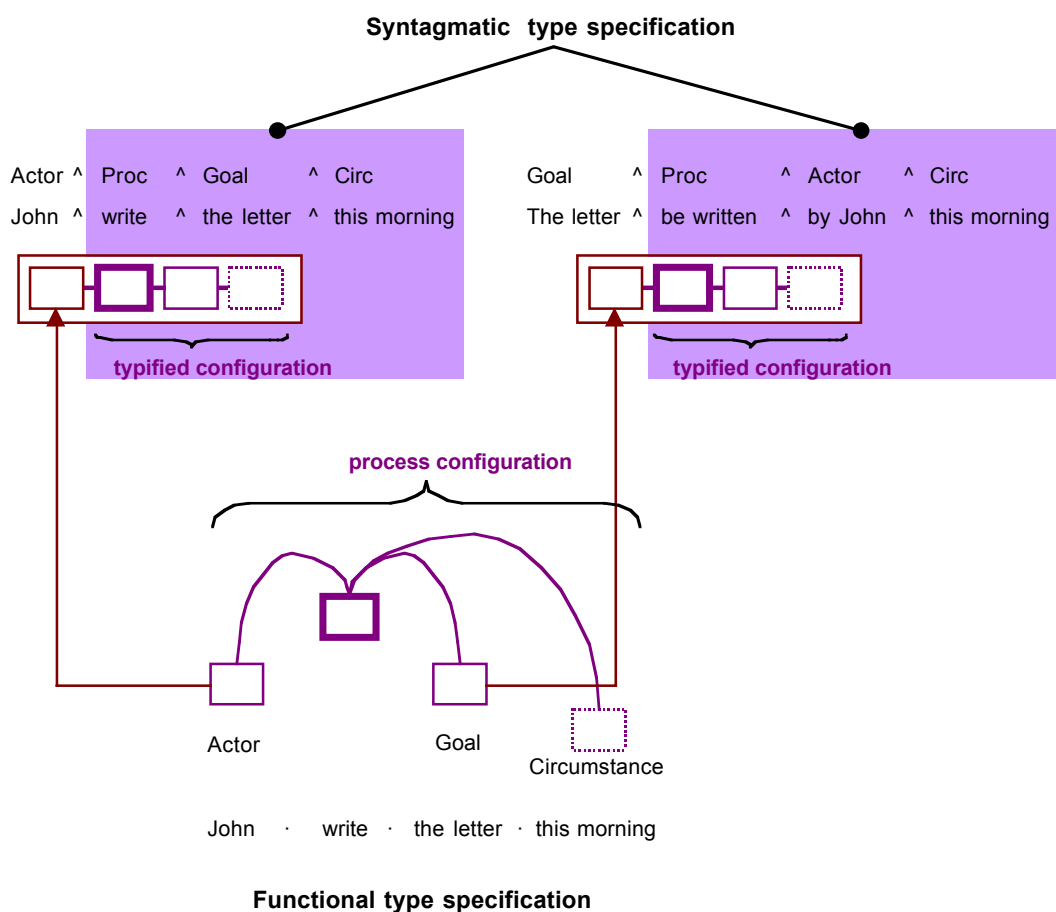 Syntagmatic type specification
Actor ^ Proc ^ Goal ^ Circ
John ^ write ^ the letter ^ this morning
typified configuration
Goal ^ Proc ^ Actor ^ Circ
The letter ^ be written ^ by John ^ this morning
typified configuration
process configuration
Actor
Goal
Circumstance
John · write · the letter · this morning
Functional type specification